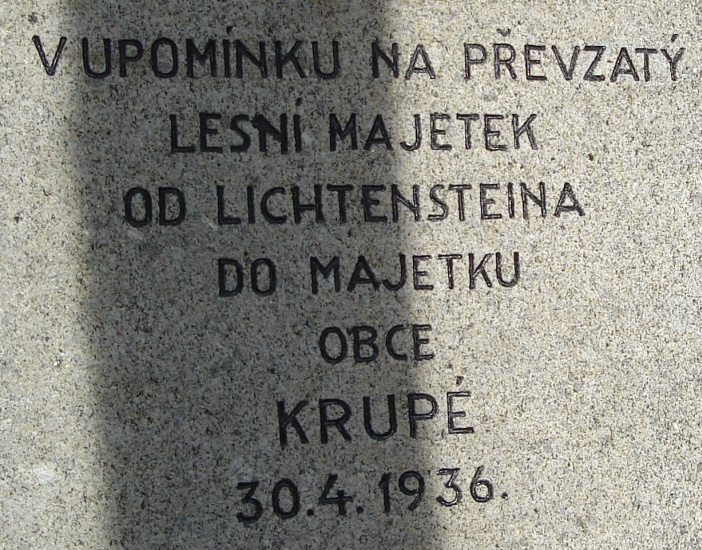 V UPOMÍNKU NA PŘEVZATÝ
LESNÍ MAJETEK
OD LICHTENSTEINA
DO MAJETKU
OBCE
KRUPÉ
30.4.1936.